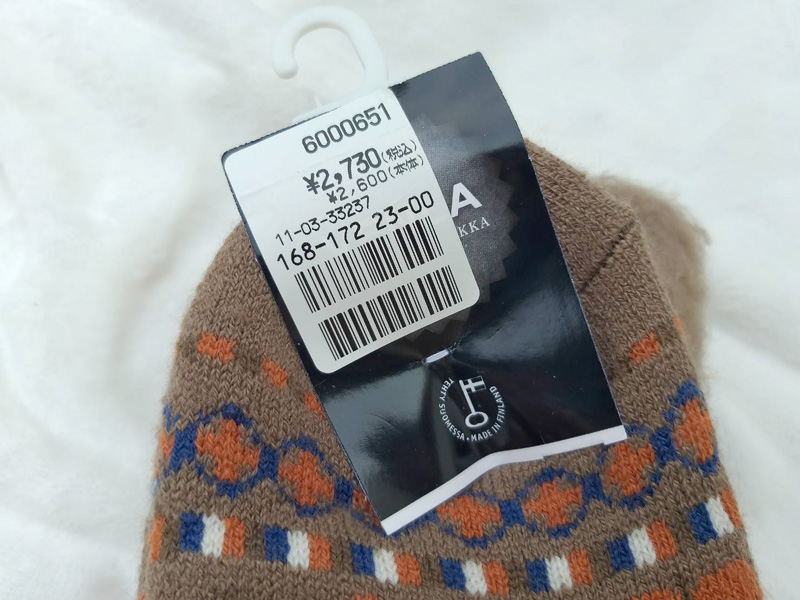 6000651
¥2,730(税込)
¥2,600(本体)
11-03-33237
168-172 23-00
A
KKA
TEHTY SUOMESSA • MADE IN FINLAND